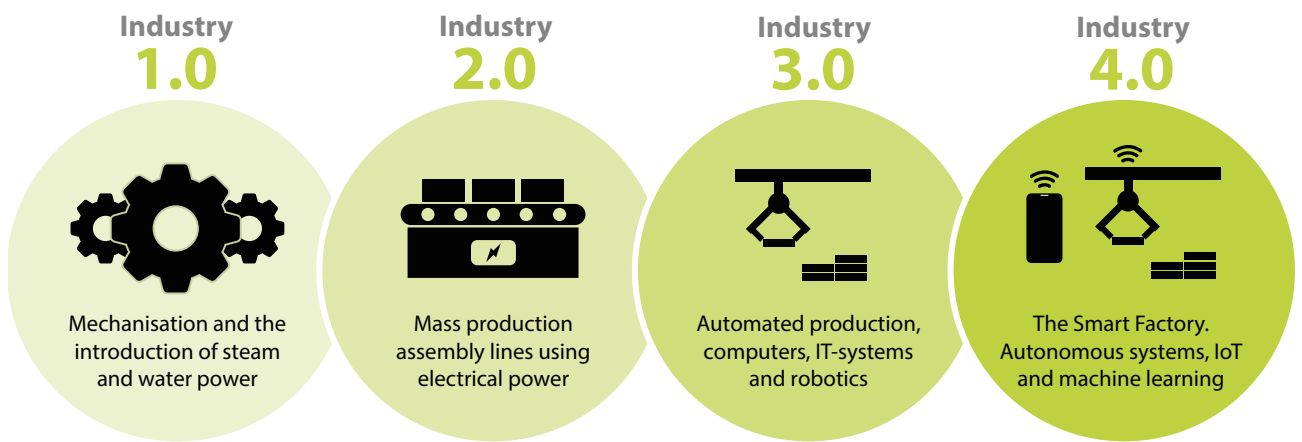 Industry
1.0
Mechanisation and the
introduction of steam
and water power
Industry
2.0
Mass production
assembly lines using
electrical power
Industry
3.0
Automated production,
computers, IT-systems
and robotics
Industry
4.0
The Smart Factory.
Autonomous systems, IoT
and machine learning